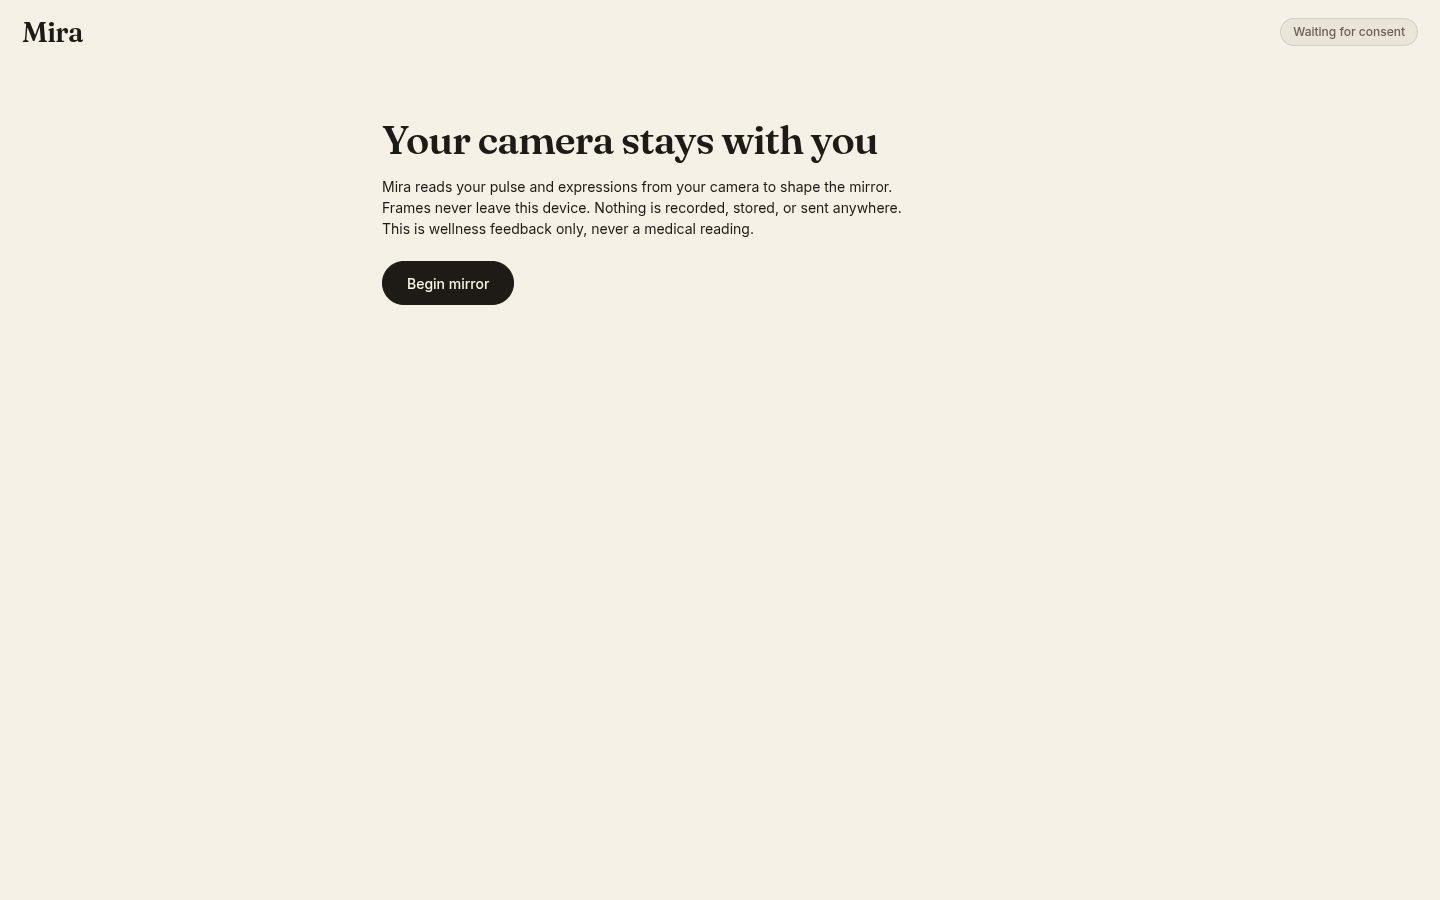 Mira
Waiting for consent
Your camera stays with you
Mira reads your pulse and expressions from your camera to shape the mirror.
Frames never leave this device. Nothing is recorded, stored, or sent anywhere.
This is wellness feedback only, never a medical reading.
Begin mirror